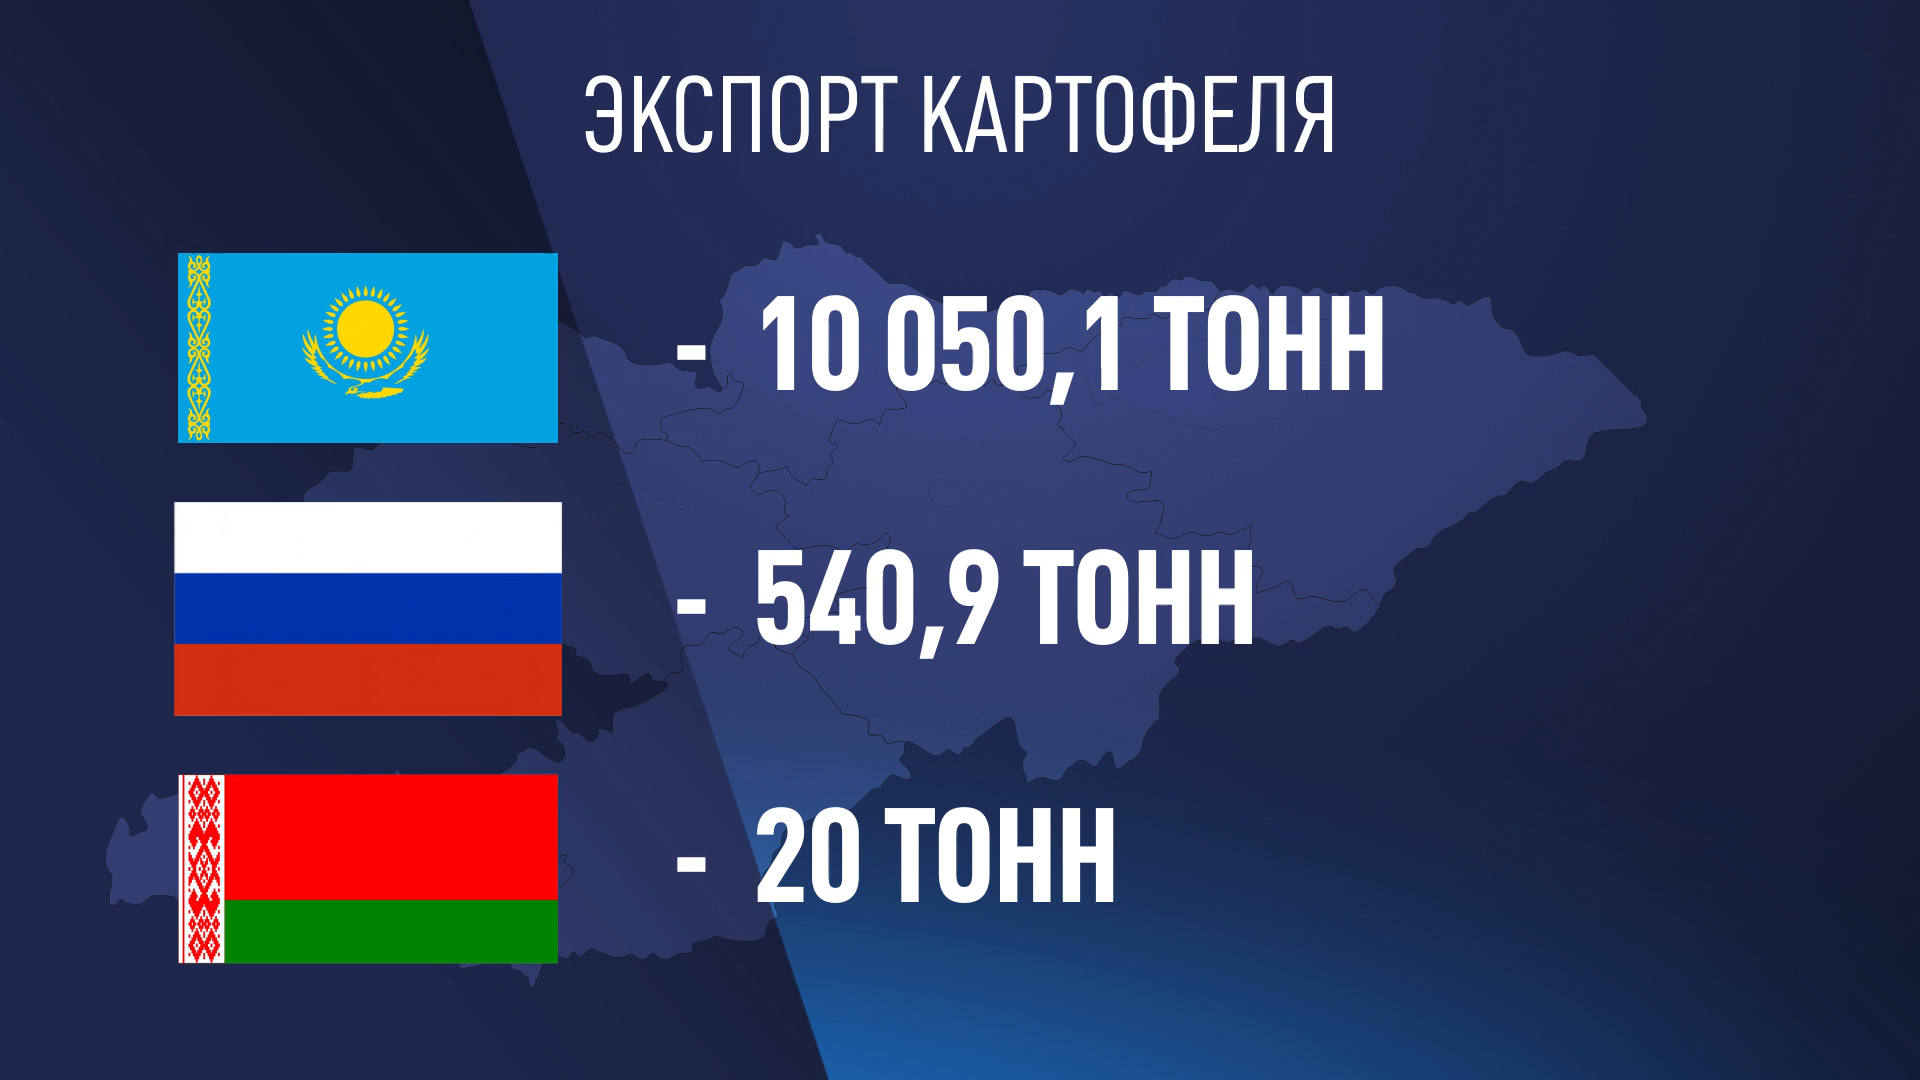 ЭКСПОРТ КАРТОФЕЛЯ
- 10 050,1 ТОНН
- 540,9 ТОНН
- 20 ТОНН